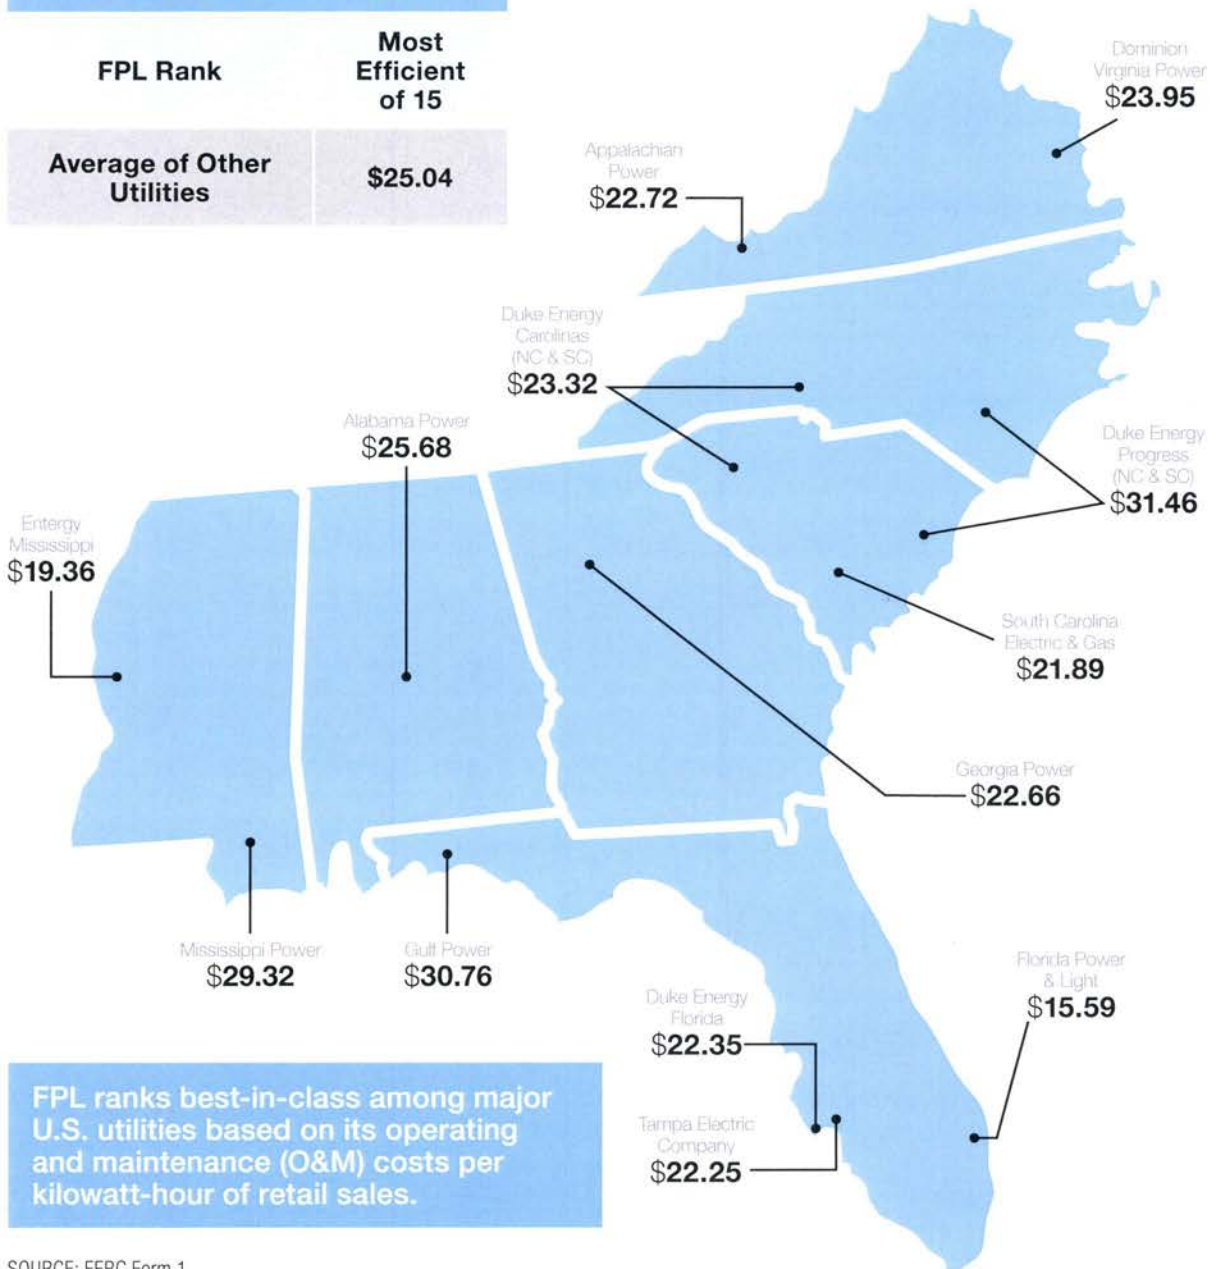 FPL Rank
Most
Efficient
of 15
Average of Other
Utilities
$25.04
Dominion
Virginia Power
$23.95
Appalachian
Power
$22.72
Duke Energy
Carolinas
(NC & SC)
$23.32
Alabama Power
$25.68
Duke Energy
Progress
(NC & SC)
$31.46
Entergy
Mississippi
$19.36
South Carolina
Electric & Gas
$21.89
Georgia Power
$22.66
Mississippi Power
$29.32
Gulf Power
$30.76
Florida Power
& Light
$15.59
Duke Energy
Florida
$22.35
Tampa Electric
Company
$22.25
FPL ranks best-in-class among major
U.S. utilities based on its operating
and maintenance (O&M) costs per
kilowatt-hour of retail sales.
SOURCE: FERC Form 1